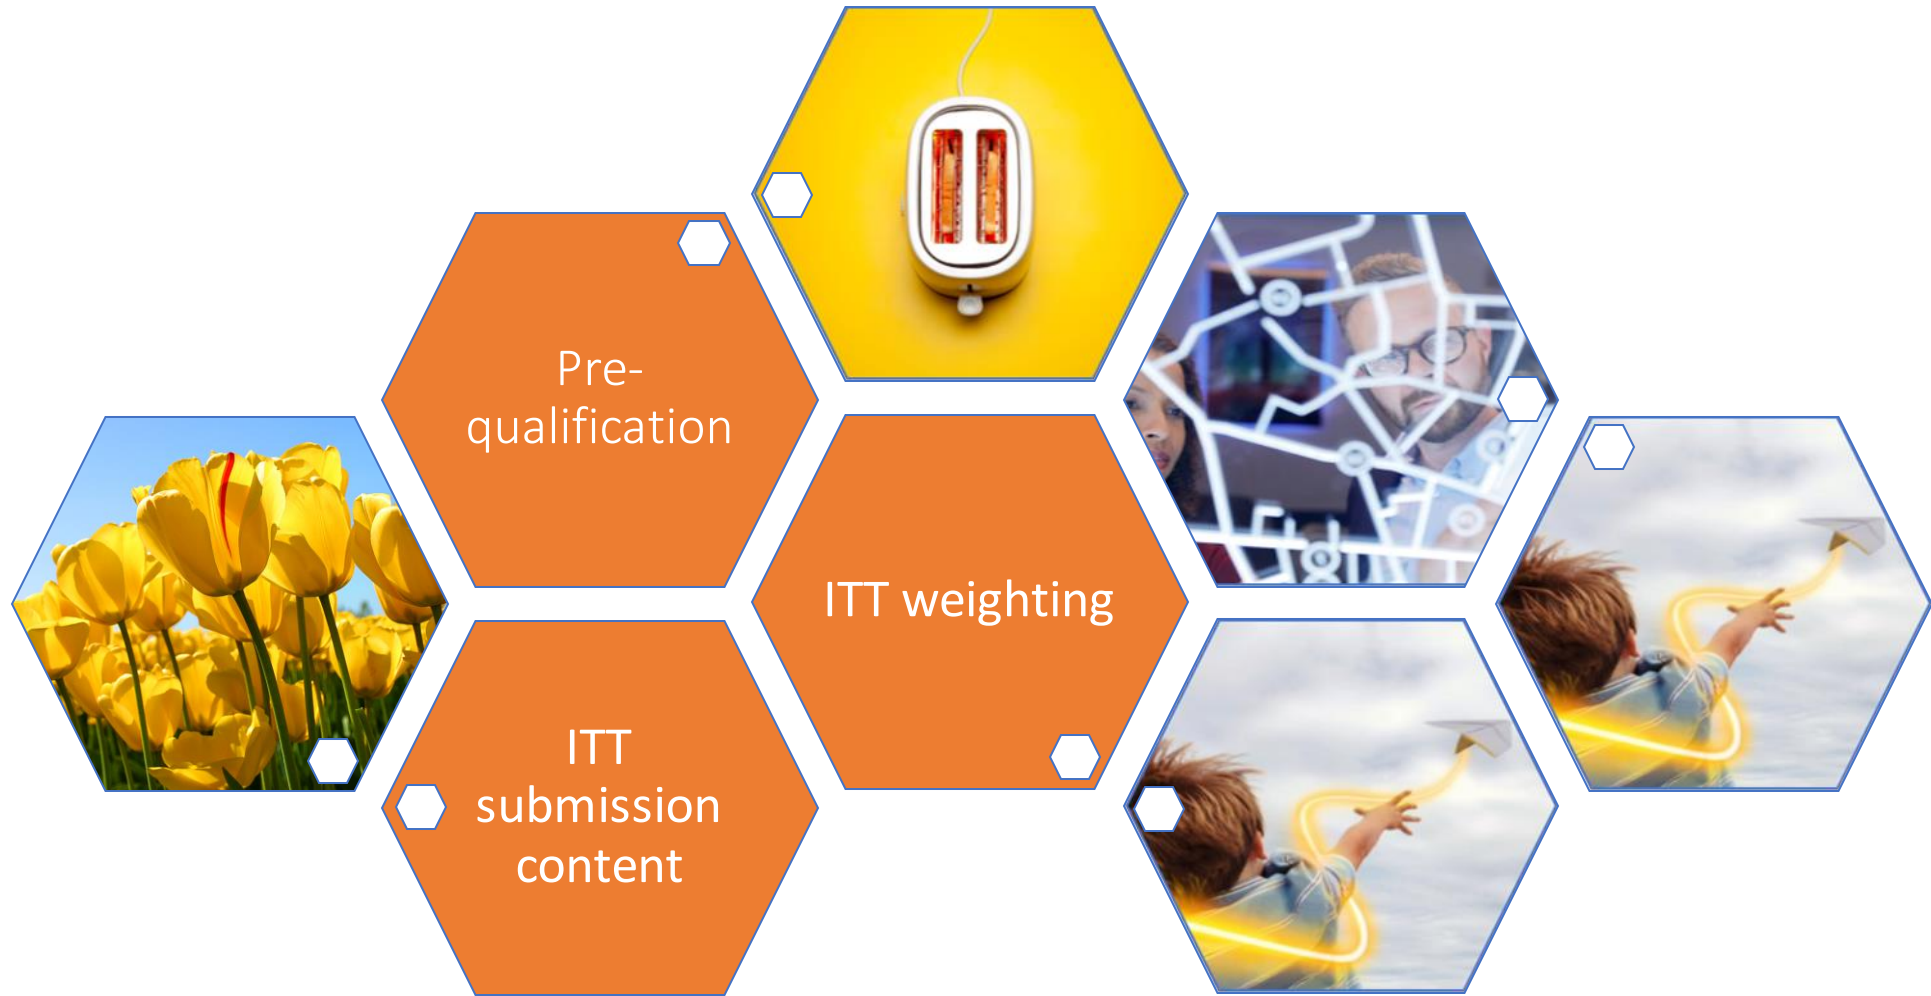 Pre-
qualification
ITT weighting
ITT
submission
content